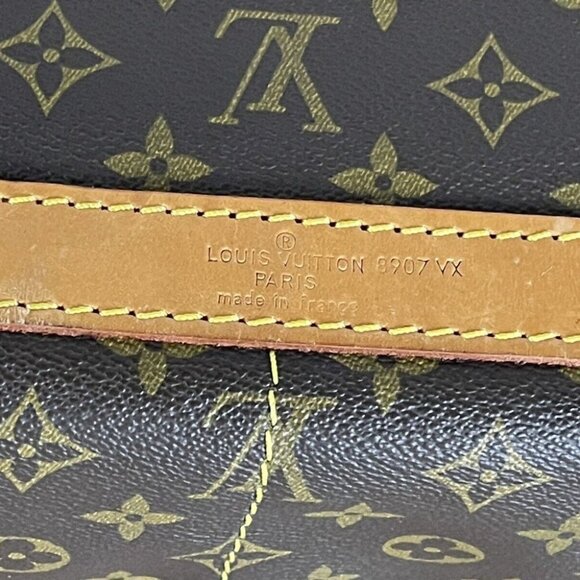 ®
LOUIS VUITTON 8907 VX
PARIS
made in france